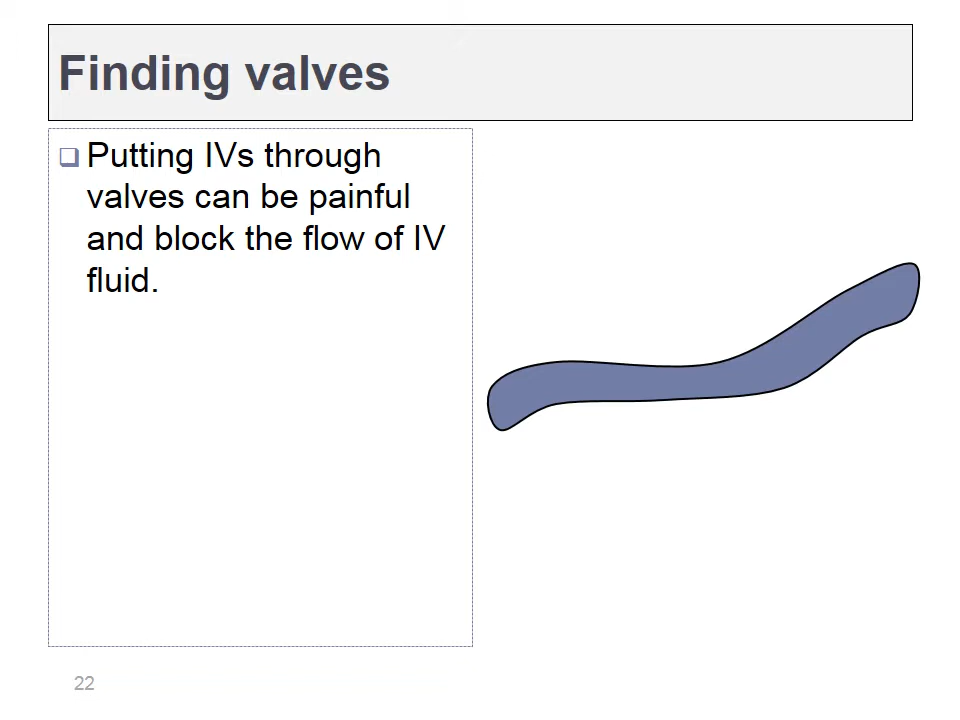 Finding valves
Putting IVs through
valves can be painful
and block the flow of IV
fluid.
22